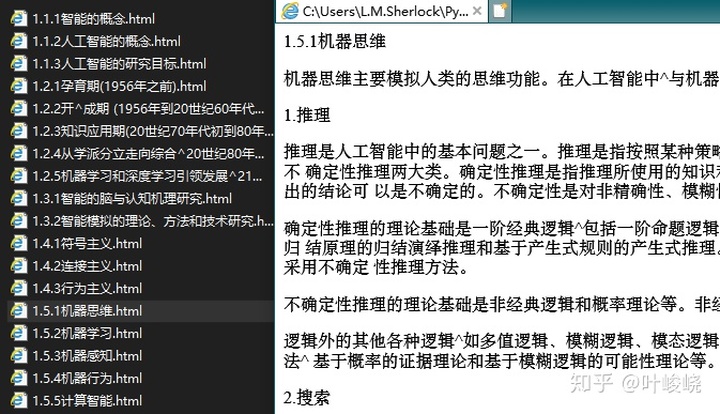 1.1.1智能的概念.html
1.1.2人工智能的概念.html
1.1.3人工智能的研究目标.html
1.2.1孕育期(1956年之前).html
1.2.2开^成期 (1956年到20世纪60年代...
1.2.3知识应用期(20世纪70年代初到80年...
1.2.4从学派分立走向综合^20世纪80年...
1.2.5机器学习和深度学习引领发展^21...
1.3.1智能的脑与认知机理研究.html
1.3.2智能模拟的理论、方法和技术研究.h...
1.4.1符号主义.html
1.4.2连接主义.html
1.4.3行为主义.html
1.5.1机器思维.html
1.5.2机器学习.html
1.5.3机器感知.html
1.5.4机器行为.html
1.5.5计算智能.html
C:\Users\L.M.Sherlock\Py...
1.5.1机器思维
机器思维主要模拟人类的思维功能。在人工智能中^与机器
1.推理
推理是人工智能中的基本问题之一。推理是指按照某种策略
不 确定性推理两大类。确定性推理是指推理所使用的知识和
出的结论可 以是不确定的。不确定性是对非精确性、模糊性
确定性推理的理论基础是一阶经典逻辑^包括一阶命题逻辑
归 结原理的归结演绎推理和基于产生式规则的产生式推理。
采用不确定 性推理方法。
不确定性推理的理论基础是非经典逻辑和概率理论等。非经
逻辑外的其他各种逻辑^如多值逻辑、模糊逻辑、模态逻辑
法^ 基于概率的证据理论和基于模糊逻辑的可能性理论等。
2.搜索
知乎 @叶峻峣